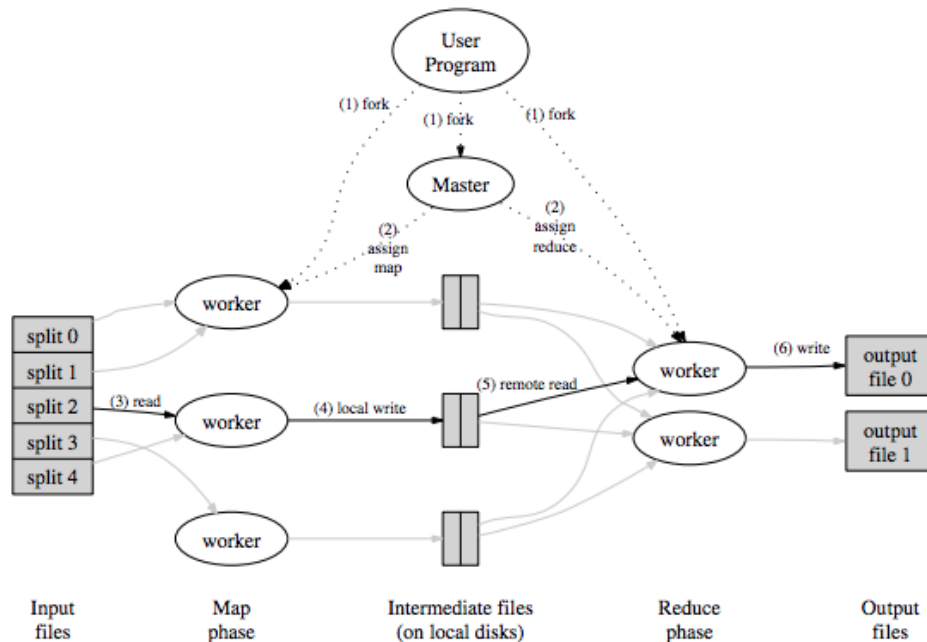 User
Program
(1) fork
(1) fork
(1) fork
Master
(2)
assign
map
(2)
assign
reduce
worker
split 0
split 1
split 2
split 3
split 4
(3) read
worker
(4) local write
(5) remote read
worker
(6) write
output
file 0
worker
output
file 1
worker
Input
files
Map
phase
Intermediate files
(on local disks)
Reduce
phase
Output
files